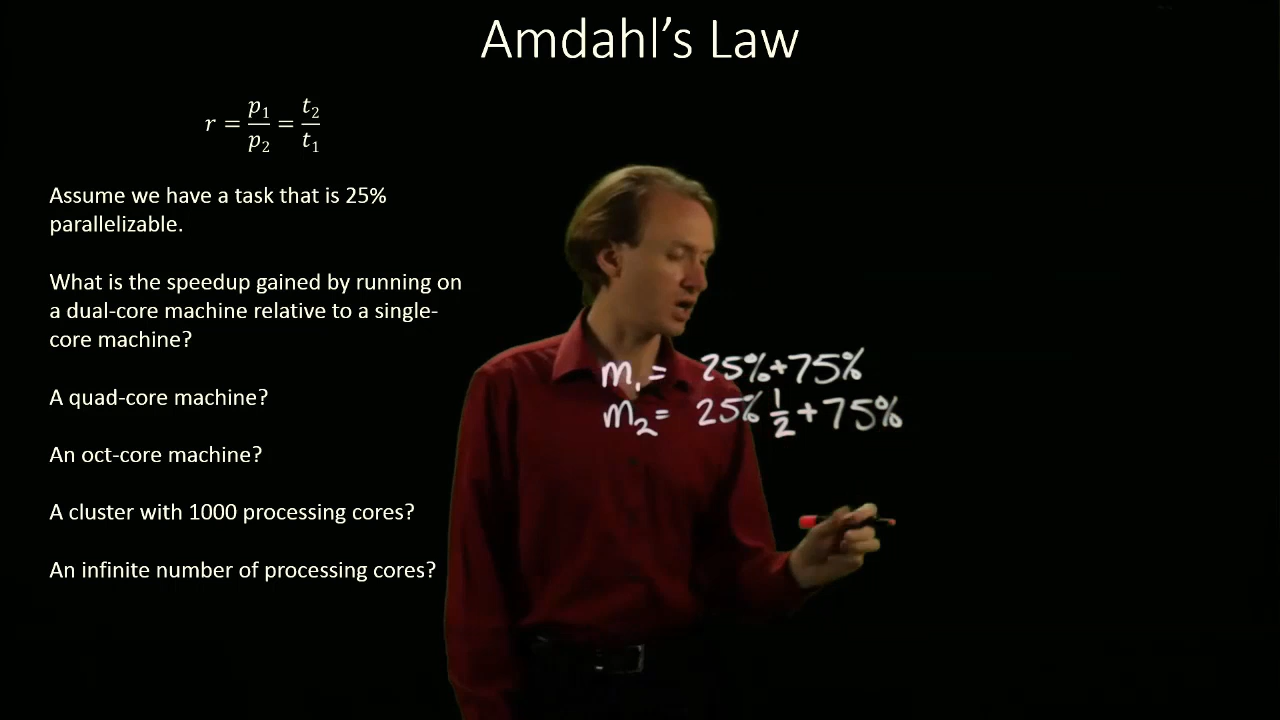 Amdahl's Law
r = p₁/p₂ = t₂/t₁
Assume we have a task that is 25%
parallelizable.
What is the speedup gained by running on
a dual-core machine relative to a single-
core machine?
A quad-core machine?
An oct-core machine?
A cluster with 1000 processing cores?
An infinite number of processing cores?
m₁ = 25%+75%
m₂ = 25% ½ + 75%